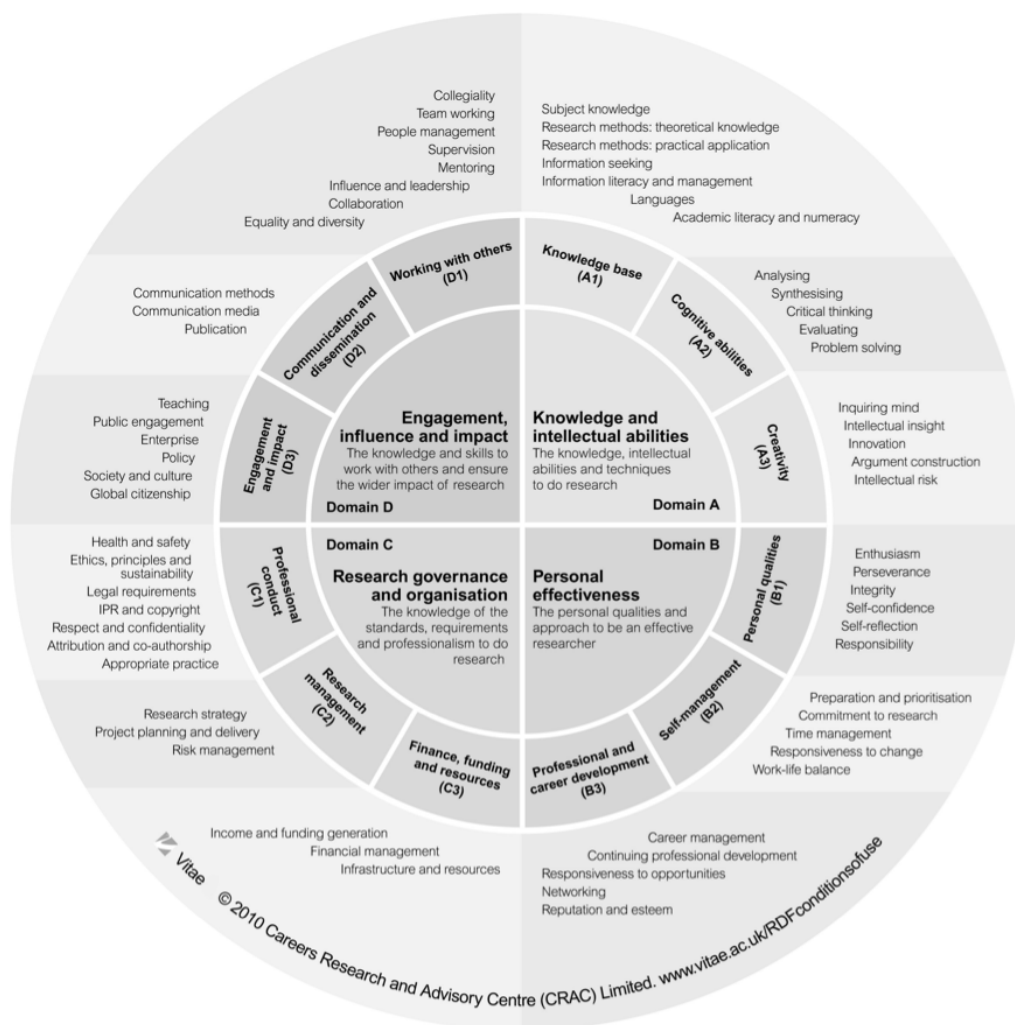 Collegiality
Team working
People management
Supervision
Mentoring
Influence and leadership
Collaboration
Equality and diversity
Subject knowledge
Research methods: theoretical knowledge
Research methods: practical application
Information seeking
Information literacy and management
Languages
Academic literacy and numeracy
Working with others
(D1)
Knowledge base
(A1)
Communication methods
Communication media
Publication
Communication and
dissemination
(D2)
Cognitive abilities
(A2)
Analysing
Synthesising
Critical thinking
Evaluating
Problem solving
Teaching
Public engagement
Enterprise
Policy
Society and culture
Global citizenship
Engagement
and impact
(D3)
Engagement,
influence and impact
The knowledge and skills to
work with others and ensure
the wider impact of research
Domain D
Knowledge and
intellectual abilities
The knowledge, intellectual
abilities and techniques
to do research
Domain A
Creativity
(A3)
Inquiring mind
Intellectual insight
Innovation
Argument construction
Intellectual risk
Health and safety
Ethics, principles and
sustainability
Legal requirements
IPR and copyright
Respect and confidentiality
Attribution and co-authorship
Appropriate practice
Professional
conduct
(C1)
Domain C
Research governance
and organisation
The knowledge of the
standards, requirements
and professionalism to do
research
Domain B
Personal
effectiveness
The personal qualities and
approach to be an effective
researcher
Personal qualities
(B1)
Enthusiasm
Perseverance
Integrity
Self-confidence
Self-reflection
Responsibility
Research strategy
Project planning and delivery
Risk management
Research
management
(C2)
Self-management
(B2)
Preparation and prioritisation
Commitment to research
Time management
Responsiveness to change
Work-life balance
Finance, funding
and resources
(C3)
Professional and
career development
(B3)
Income and funding generation
Financial management
Infrastructure and resources
Career management
Continuing professional development
Responsiveness to opportunities
Networking
Reputation and esteem
Vitae © 2010 Careers Research and Advisory Centre (CRAC) Limited. www.vitae.ac.uk/RDFconditionsofuse